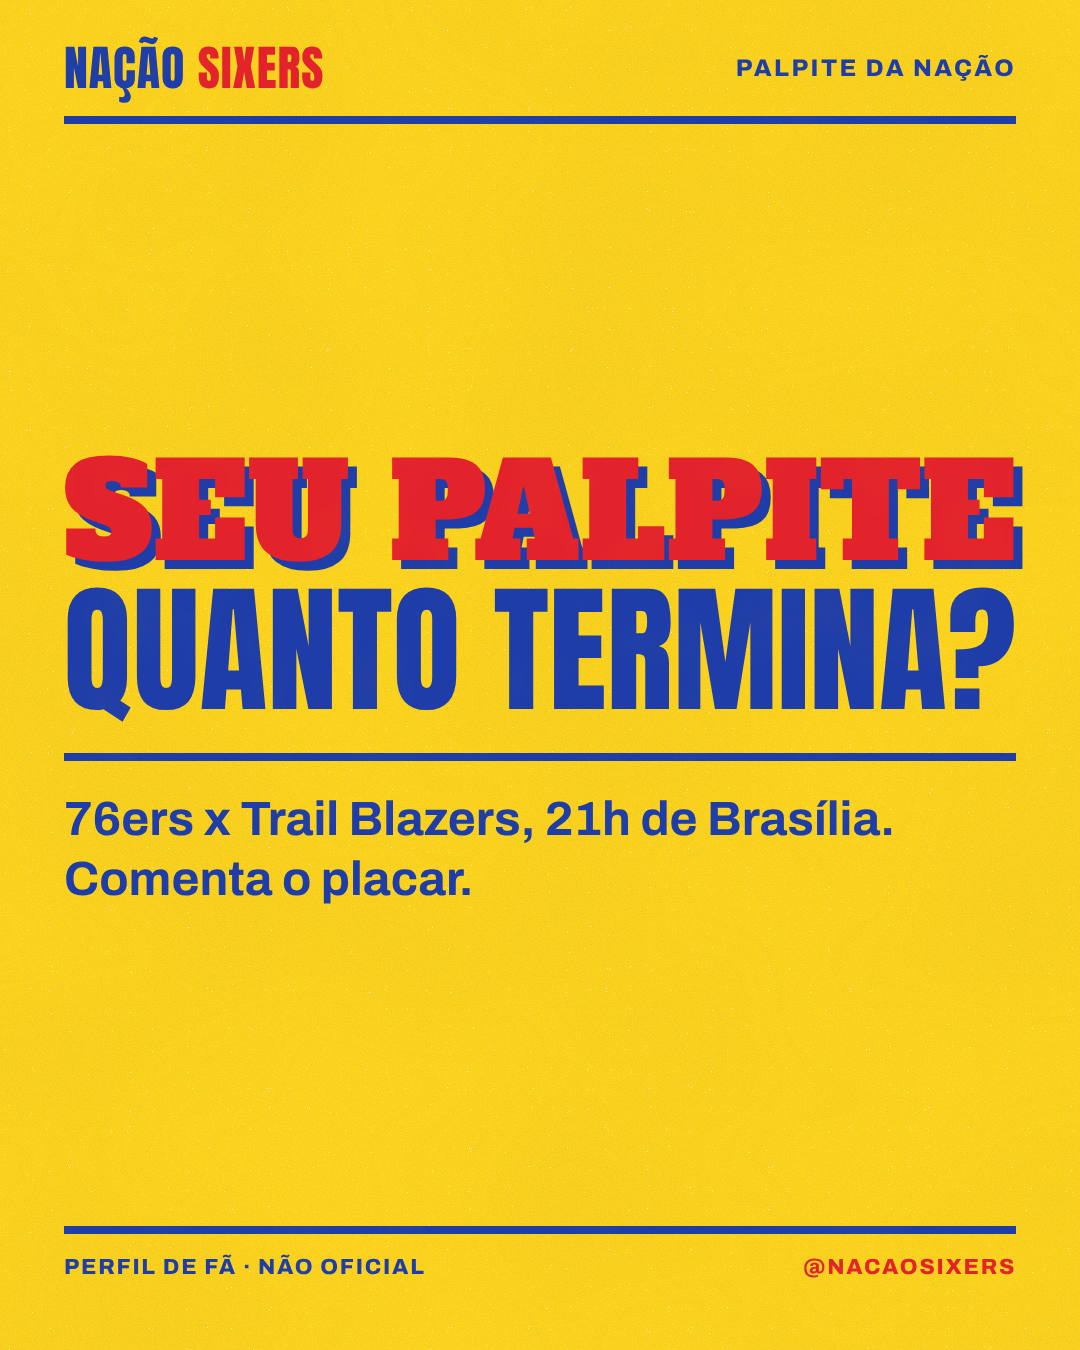 NAÇÃO SIXERS
PALPITE DA NAÇÃO
SEU PALPITE
QUANTO TERMINA?
76ers x Trail Blazers, 21h de Brasília.
Comenta o placar.
PERFIL DE FÃ · NÃO OFICIAL
@NACAOSIXERS